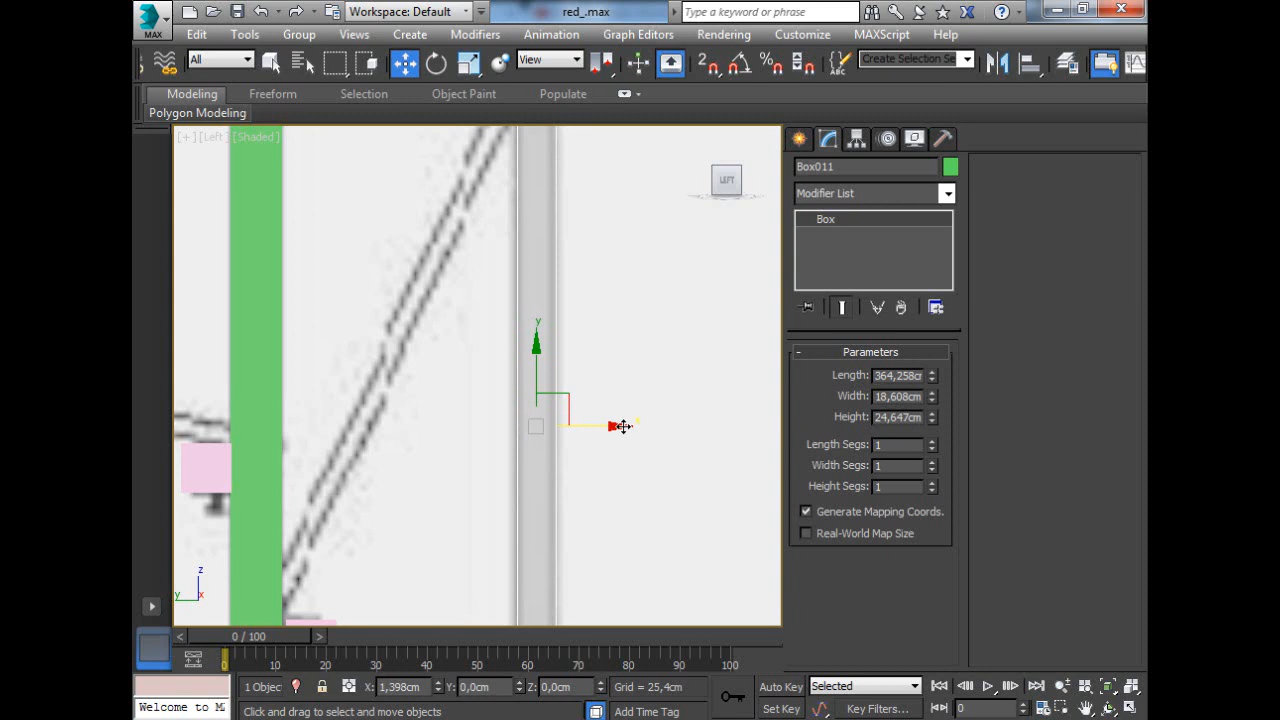 MAX
Workspace: Default
red_.max
Type a keyword or phrase
Edit Tools Group Views Create Modifiers Animation Graph Editors Rendering Customize MAXScript Help
All
View
2
ABC
Create Selection Se
Modeling Freeform Selection Object Paint Populate
Polygon Modeling
[+][Left][Shaded]
LEFT
Box011
Modifier List
Box
y
Parameters
Length: 364,258cm
Width: 18,608cm
Height: 24,647cm
Length Segs: 1
Width Segs: 1
Height Segs: 1
Generate Mapping Coords.
Real-World Map Size
z
y x
0 / 100
0 10 20 30 40 50 60 70 80 90 100
1 Objec X: 1,398cm Y: 0,0cm Z: 0,0cm Grid = 25,4cm Auto Key Selected
Welcome to M Click and drag to select and move objects Add Time Tag Set Key Key Filters... 0